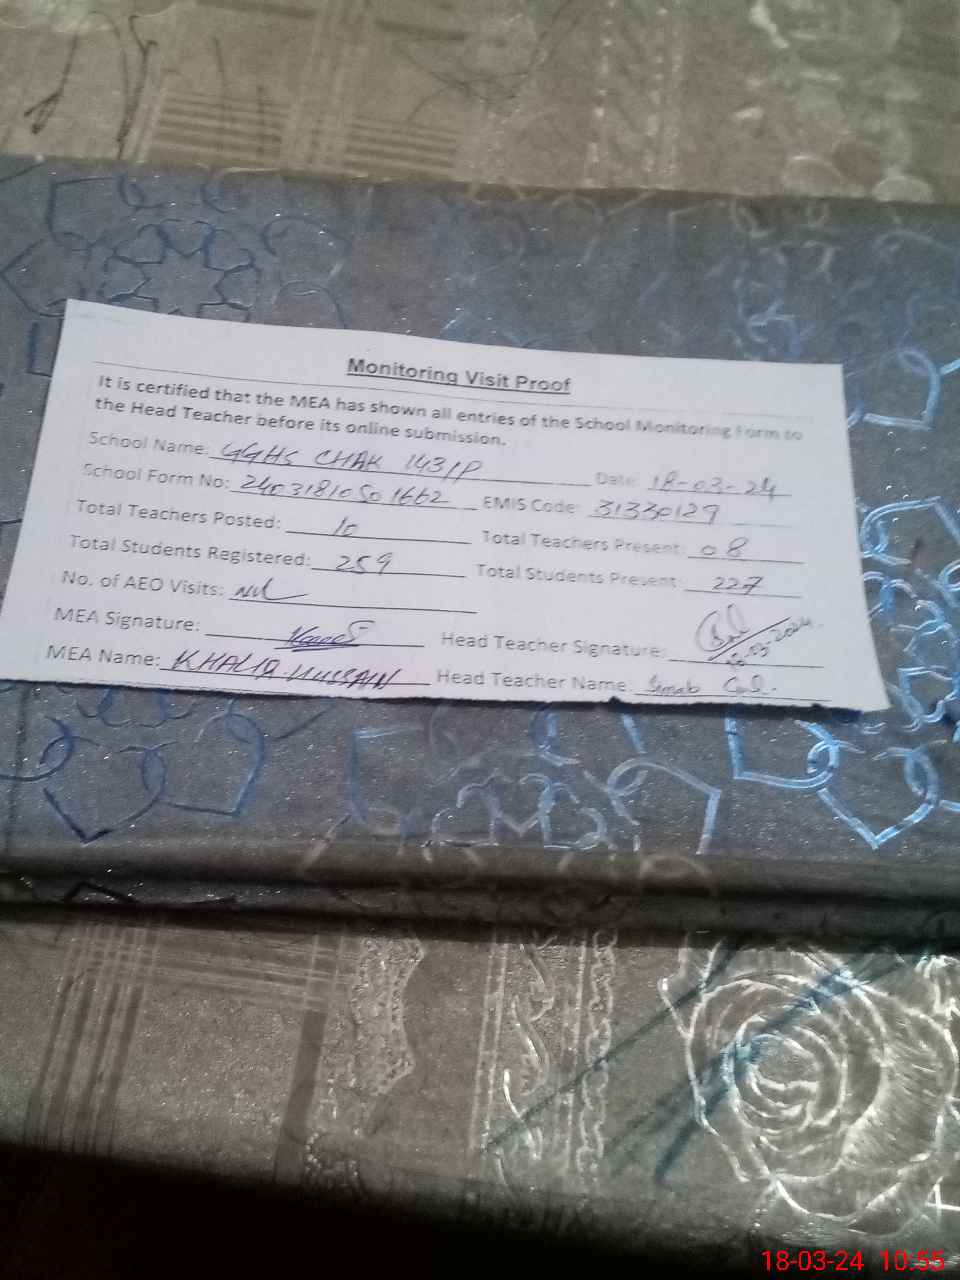 Monitoring Visit Proof
It is certified that the MEA has shown all entries of the School Monitoring Form to
the Head Teacher before its online submission.
School Name: GGHS CHAK 143/P Date: 18-03-24
School Form No: 24031810501662 EMIS Code: 31330129
Total Teachers Posted: 10 Total Teachers Present: 08
Total Students Registered: 259 Total Students Present: 227
No. of AEO Visits: Nil
MEA Signature: Head Teacher Signature:
MEA Name: KHALIQ HUSSAIN Head Teacher Name:
18-03-24 10:55